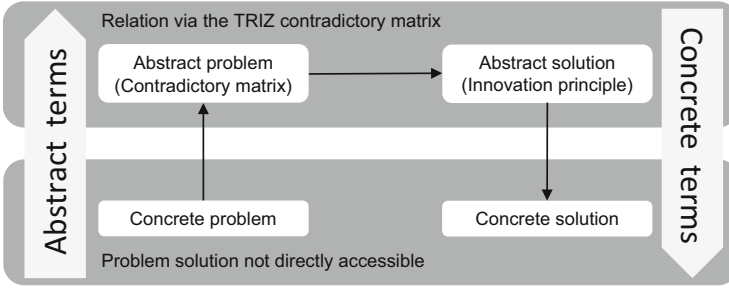 Relation via the TRIZ contradictory matrix
Abstract problem
(Contradictory matrix)
Abstract solution
(Innovation principle)
Concrete problem
Concrete solution
Problem solution not directly accessible
Abstract terms
Concrete terms